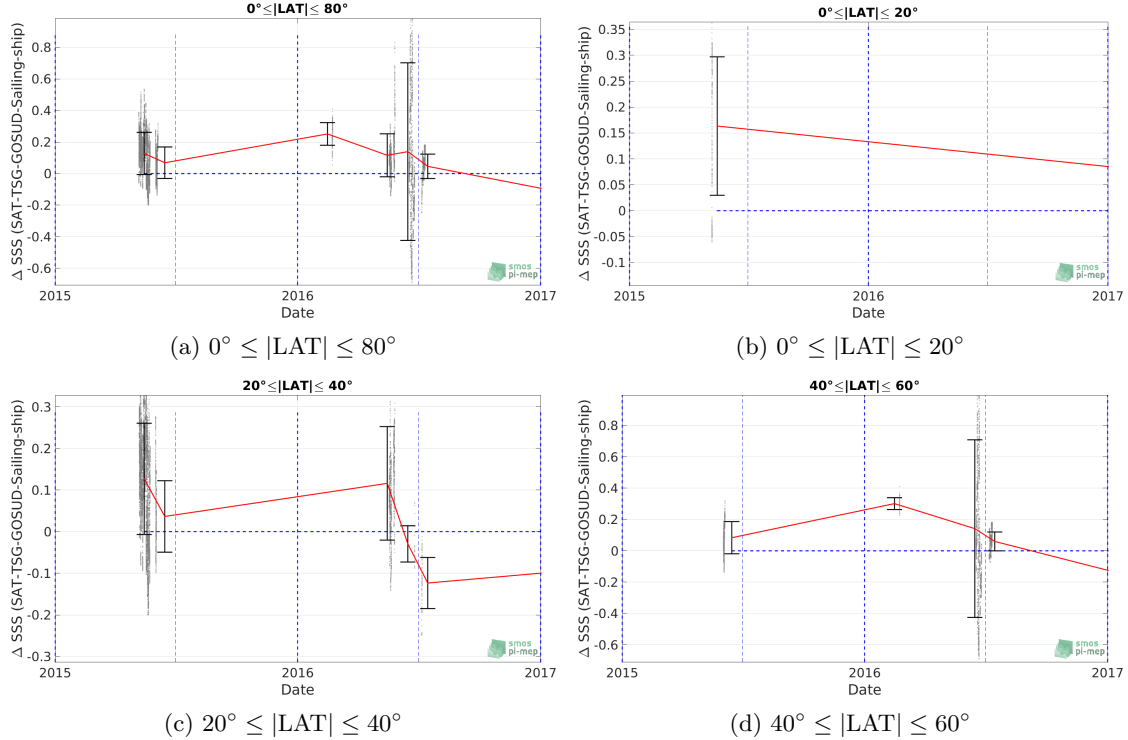 0°≤|LAT|≤ 80°
Δ SSS (SAT-TSG-GOSUD-Sailing-ship)
0.8
0.6
0.4
0.2
0
-0.2
-0.4
-0.6
2015
2016
2017
Date
smos
pi-mep
(a) 0° ≤ |LAT| ≤ 80°
0°≤|LAT|≤ 20°
Δ SSS (SAT-TSG-GOSUD-Sailing-ship)
0.35
0.3
0.25
0.2
0.15
0.1
0.05
0
-0.05
-0.1
2015
2016
2017
Date
smos
pi-mep
(b) 0° ≤ |LAT| ≤ 20°
20°≤|LAT|≤ 40°
Δ SSS (SAT-TSG-GOSUD-Sailing-ship)
0.3
0.2
0.1
0
-0.1
-0.2
-0.3
2015
2016
2017
Date
smos
pi-mep
(c) 20° ≤ |LAT| ≤ 40°
40°≤|LAT|≤ 60°
Δ SSS (SAT-TSG-GOSUD-Sailing-ship)
0.8
0.6
0.4
0.2
0
-0.2
-0.4
-0.6
2015
2016
2017
Date
smos
pi-mep
(d) 40° ≤ |LAT| ≤ 60°